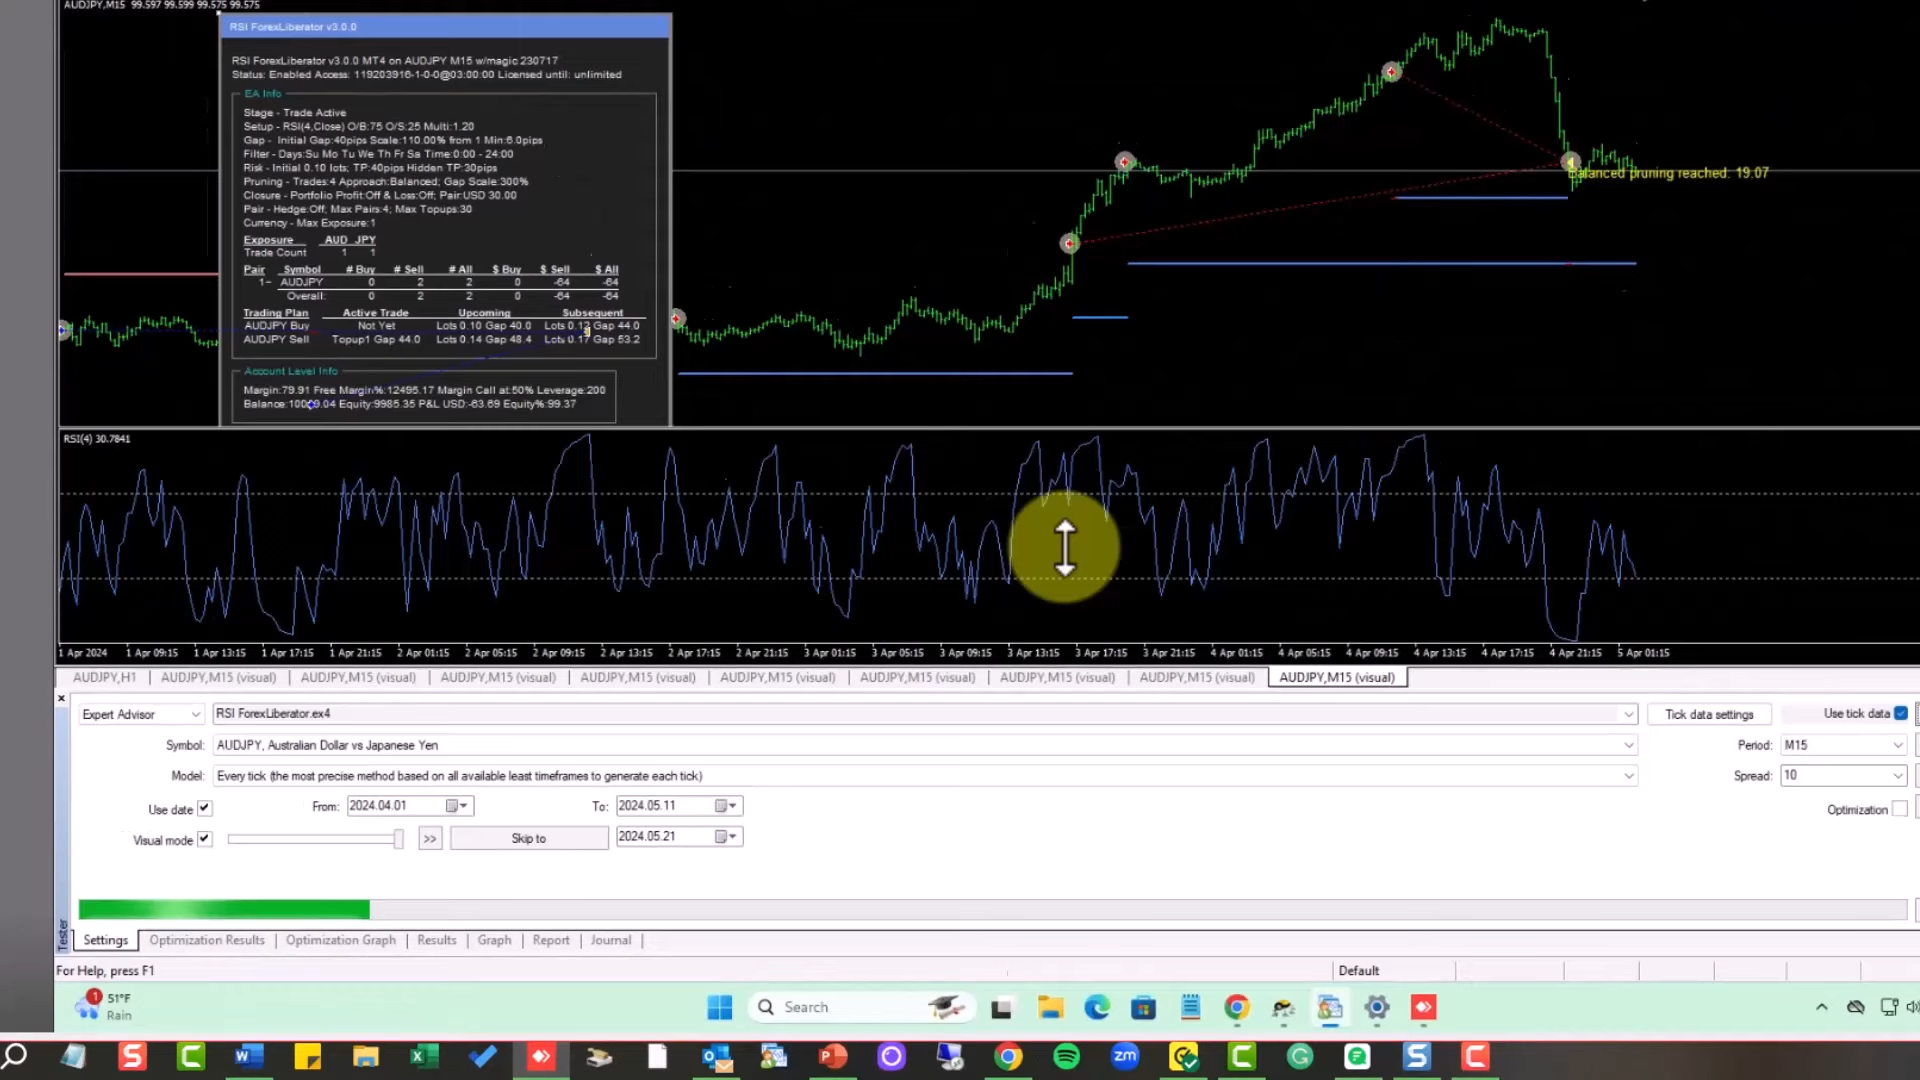 AUDJPY,M15 99.597 99.599 99.575 99.575
RSI ForexLiberator v3.0.0
RSI ForexLiberator v3.0.0 MT4 on AUDJPY M15 w/magic 230717
Status: Enabled Access: 119203916-1-0-0@03:00:00 Licensed until: unlimited
EA Info
Stage - Trade Active
Setup - RSI(4,Close) O/B:75 O/S:25 Multi:1.20
Gap - Initial Gap:40pips Scale:110.00% from 1 Min:6.0pips
Filter - Days:Su Mo Tu We Th Fr Sa Time:0:00 - 24:00
Risk - Initial 0.10 lots; TP:40pips Hidden TP:30pips
Pruning - Trades:4 Approach:Balanced; Gap Scale:300%
Closure - Portfolio Profit:Off & Loss:Off; Pair:USD 30.00
Pair - Hedge:Off; Max Pairs:4; Max Topups:30
Currency - Max Exposure:1
Exposure AUD JPY
Trade Count 1 1
Pair Symbol # Buy # Sell # All $ Buy $ Sell $ All
1~ AUDJPY 0 2 2 0 -64 -64
Overall: 0 2 2 0 -64 -64
Trading Plan Active Trade Upcoming Subsequent
AUDJPY Buy Not Yet Lots 0.10 Gap 40.0 Lots 0.12 Gap 44.0
AUDJPY Sell Topup1 Gap 44.0 Lots 0.14 Gap 48.4 Lots 0.17 Gap 53.2
Account Level Info
Margin:79.91 Free Margin%:12495.17 Margin Call at:50% Leverage:200
Equity:9985.35 P&L USD:-63.69 Equity%:99.37
Balanced pruning reached: 19.07
RSI(4) 30.7841
1 Apr 2024 1 Apr 09:15 1 Apr 13:15 1 Apr 17:15 1 Apr 21:15 2 Apr 01:15 2 Apr 05:15 2 Apr 09:15 2 Apr 13:15 2 Apr 17:15 2 Apr 21:15 3 Apr 01:15 3 Apr 05:15 3 Apr 09:15 3 Apr 13:15 3 Apr 17:15 3 Apr 21:15 4 Apr 01:15 4 Apr 05:15 4 Apr 09:15 4 Apr 13:15 4 Apr 17:15 4 Apr 21:15 5 Apr 01:15
AUDJPY,H1 AUDJPY,M15 (visual) AUDJPY,M15 (visual) AUDJPY,M15 (visual) AUDJPY,M15 (visual) AUDJPY,M15 (visual) AUDJPY,M15 (visual) AUDJPY,M15 (visual) AUDJPY,M15 (visual) AUDJPY,M15 (visual)
Expert Advisor RSI ForexLiberator.ex4 Tick data settings Use tick data
Symbol: AUDJPY, Australian Dollar vs Japanese Yen Period: M15
Model: Every tick (the most precise method based on all available least timeframes to generate each tick) Spread: 10
Use date From: 2024.04.01 To: 2024.05.11 Optimization
Visual mode >> Skip to 2024.05.21
Tester
Settings Optimization Results Optimization Graph Results Graph Report Journal
For Help, press F1 Default
1 51°F
Rain
Search
zm